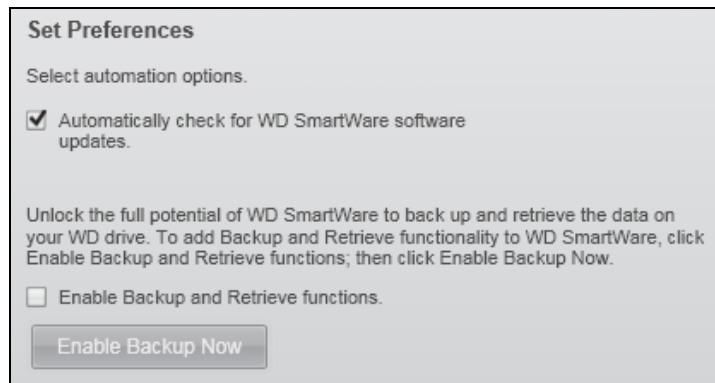 Set Preferences
Select automation options.
Automatically check for WD SmartWare software
updates.
Unlock the full potential of WD SmartWare to back up and retrieve the data on
your WD drive. To add Backup and Retrieve functionality to WD SmartWare, click
Enable Backup and Retrieve functions; then click Enable Backup Now.
Enable Backup and Retrieve functions.
Enable Backup Now